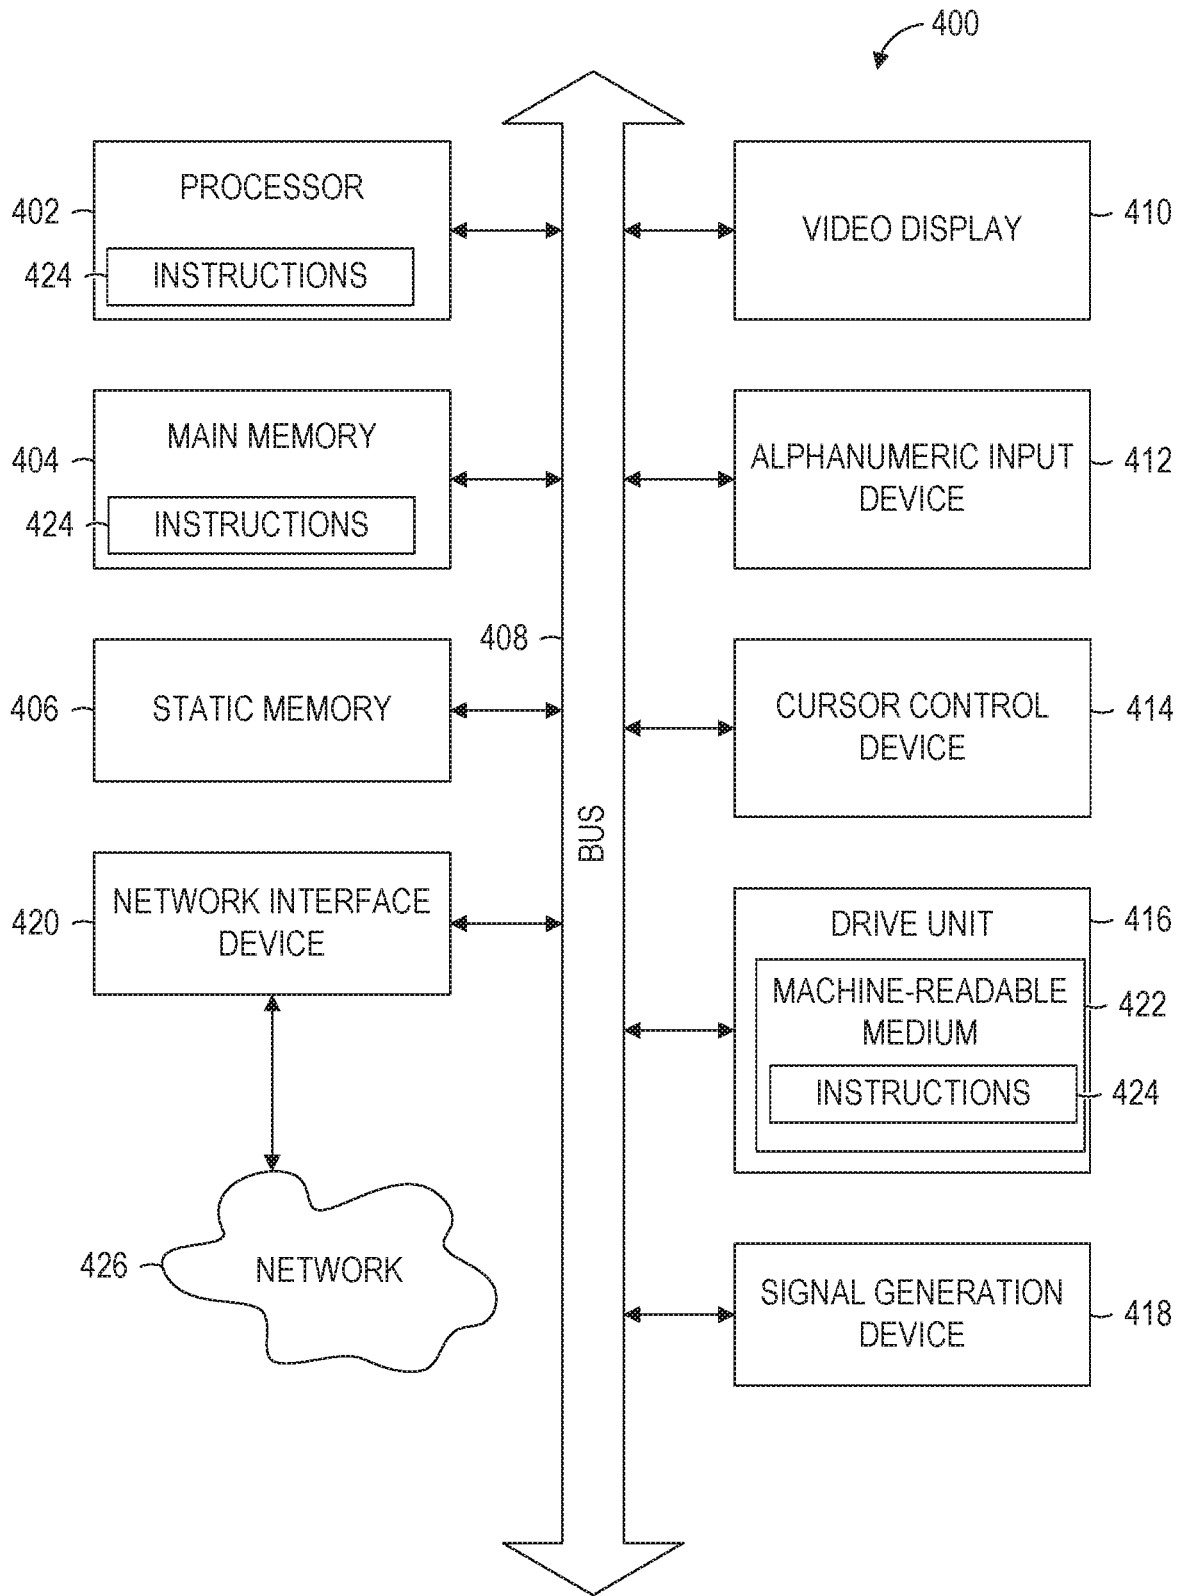 400
PROCESSOR
402
424
INSTRUCTIONS
MAIN MEMORY
404
424
INSTRUCTIONS
408
406
STATIC MEMORY
BUS
420
NETWORK INTERFACE
DEVICE
426
NETWORK
VIDEO DISPLAY
410
ALPHANUMERIC INPUT
DEVICE
412
CURSOR CONTROL
DEVICE
414
DRIVE UNIT
416
MACHINE-READABLE
MEDIUM
422
INSTRUCTIONS
424
SIGNAL GENERATION
DEVICE
418